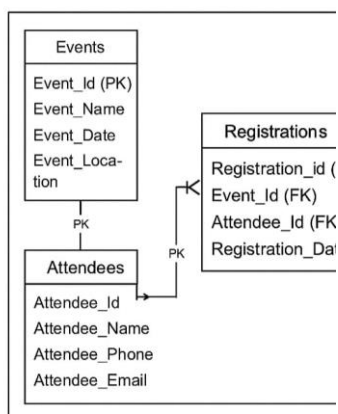 Events
Event_Id (PK)
Event_Name
Event_Date
Event_Loca-
tion
PK
Attendees
Attendee_Id
Attendee_Name
Attendee_Phone
Attendee_Email
PK
Registrations
Registration_id (
Event_Id (FK)
Attendee_Id (FK
Registration_Dat